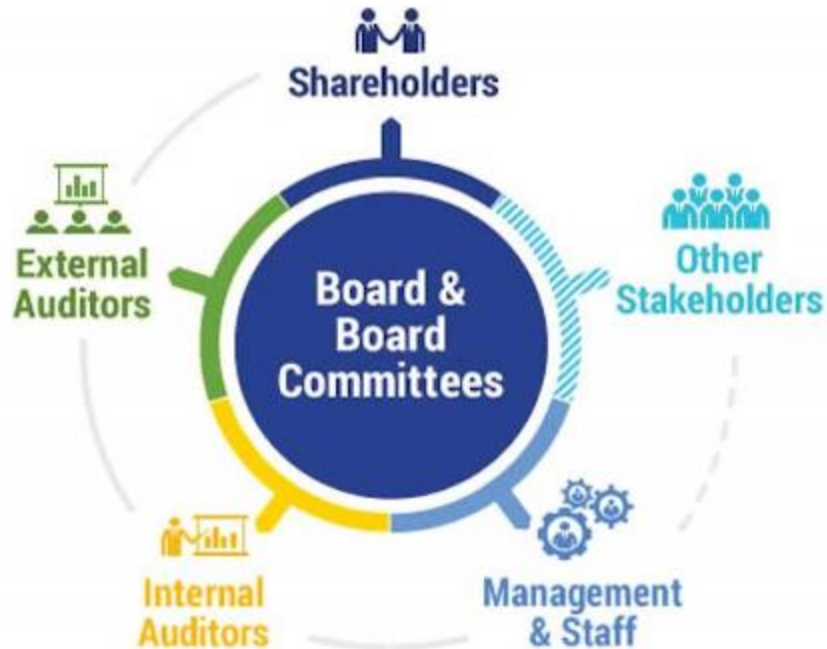 Shareholders
External
Auditors
Other
Stakeholders
Board &
Board
Committees
Internal
Auditors
Management
& Staff